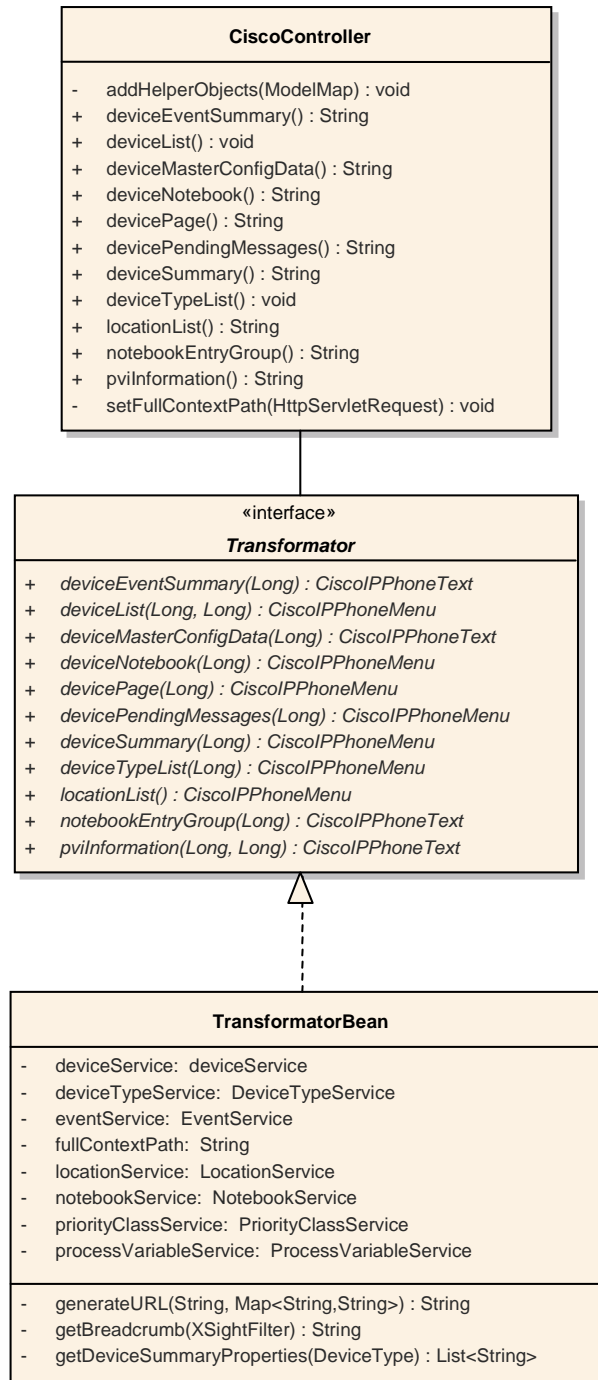 CiscoController
- addHelperObjects(ModelMap) : void
+ deviceEventSummary() : String
+ deviceList() : void
+ deviceMasterConfigData() : String
+ deviceNotebook() : String
+ devicePage() : String
+ devicePendingMessages() : String
+ deviceSummary() : String
+ deviceTypeList() : void
+ locationList() : String
+ notebookEntryGroup() : String
+ pviInformation() : String
- setFullContextPath(HttpServletRequest) : void
«interface»
Transformator
+ deviceEventSummary(Long) : CiscoIPPhoneText
+ deviceList(Long, Long) : CiscoIPPhoneMenu
+ deviceMasterConfigData(Long) : CiscoIPPhoneText
+ deviceNotebook(Long) : CiscoIPPhoneMenu
+ devicePage(Long) : CiscoIPPhoneMenu
+ devicePendingMessages(Long) : CiscoIPPhoneMenu
+ deviceSummary(Long) : CiscoIPPhoneMenu
+ deviceTypeList(Long) : CiscoIPPhoneMenu
+ locationList() : CiscoIPPhoneMenu
+ notebookEntryGroup(Long) : CiscoIPPhoneText
+ pviInformation(Long, Long) : CiscoIPPhoneText
TransformatorBean
- deviceService: deviceService
- deviceTypeService: DeviceTypeService
- eventService: EventService
- fullContextPath: String
- locationService: LocationService
- notebookService: NotebookService
- priorityClassService: PriorityClassService
- processVariableService: ProcessVariableService
- generateURL(String, Map<String,String>) : String
- getBreadcrumb(XSightFilter) : String
- getDeviceSummaryProperties(DeviceType) : List<String>